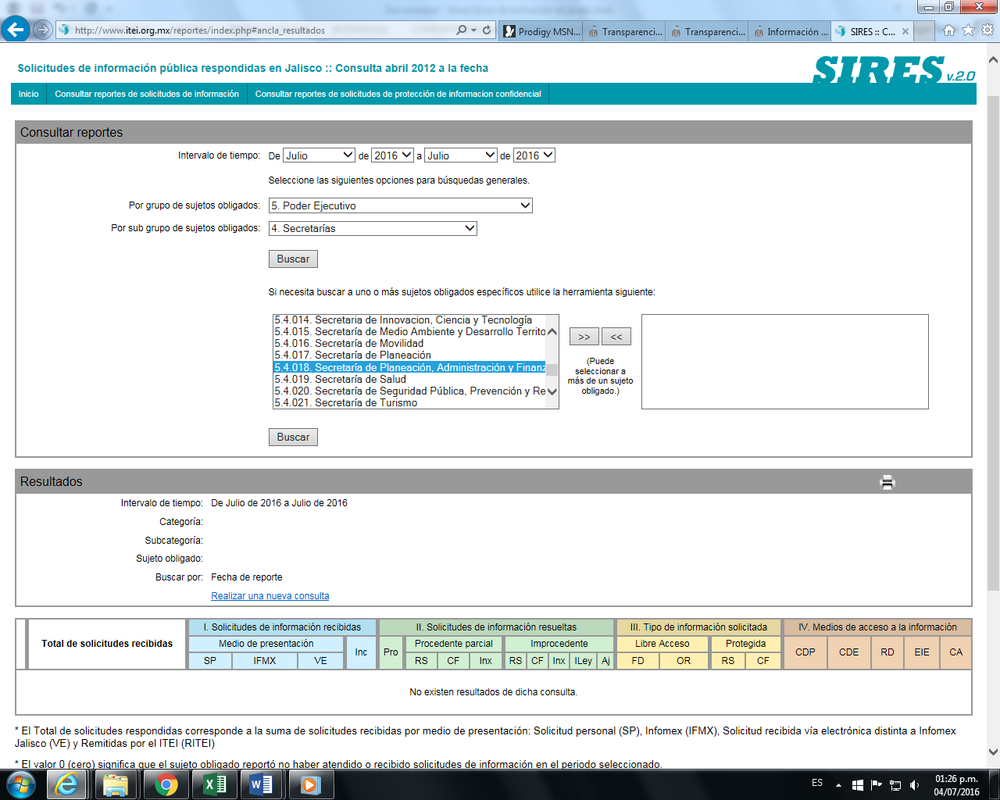 http://www.itei.org.mx/reportes/index.php#ancla_resultados
Prodigy MSN...
Transparenci...
Transparenci...
Información ...
SIRES :: C...
Solicitudes de información pública respondidas en Jalisco :: Consulta abril 2012 a la fecha
SIRES v.2.0
Inicio
Consultar reportes de solicitudes de información
Consultar reportes de solicitudes de protección de informacion confidencial
Consultar reportes
Intervalo de tiempo: De Julio de 2016 a Julio de 2016
Seleccione las siguientes opciones para búsquedas generales.
Por grupo de sujetos obligados: 5. Poder Ejecutivo
Por sub grupo de sujetos obligados: 4. Secretarías
Buscar
Si necesita buscar a uno o más sujetos obligados específicos utilice la herramienta siguiente:
5.4.014. Secretaria de Innovacion, Ciencia y Tecnología
5.4.015. Secretaría de Medio Ambiente y Desarrollo Territo
5.4.016. Secretaría de Movilidad
5.4.017. Secretaría de Planeación
5.4.018. Secretaría de Planeación, Administración y Finanz
5.4.019. Secretaría de Salud
5.4.020. Secretaría de Seguridad Pública, Prevención y Re
5.4.021. Secretaría de Turismo
>>
<<
(Puede
seleccionar a
más de un sujeto
obligado.)
Buscar
Resultados
Intervalo de tiempo: De Julio de 2016 a Julio de 2016
Categoría:
Subcategoría:
Sujeto obligado:
Buscar por: Fecha de reporte
Realizar una nueva consulta
Total de solicitudes recibidas
I. Solicitudes de información recibidas
II. Solicitudes de información resueltas
III. Tipo de información solicitada
IV. Medios de acceso a la información
Medio de presentación
Inc
Pro
Procedente parcial
Improcedente
Libre Acceso
Protegida
CDP
CDE
RD
EIE
CA
SP
IFMX
VE
RS
CF
Inx
RS
CF
Inx
ILey
Aj
FD
OR
RS
CF
No existen resultados de dicha consulta.
* El Total de solicitudes respondidas corresponde a la suma de solicitudes recibidas por medio de presentación: Solicitud personal (SP), Infomex (IFMX), Solicitud recibida vía electrónica distinta a Infomex
Jalisco (VE) y Remitidas por el ITEI (RITEI)
* El valor 0 (cero) significa que el sujeto obligado reportó no haber atendido o recibido solicitudes de información en el periodo seleccionado.
ES
01:26 p.m.
04/07/2016